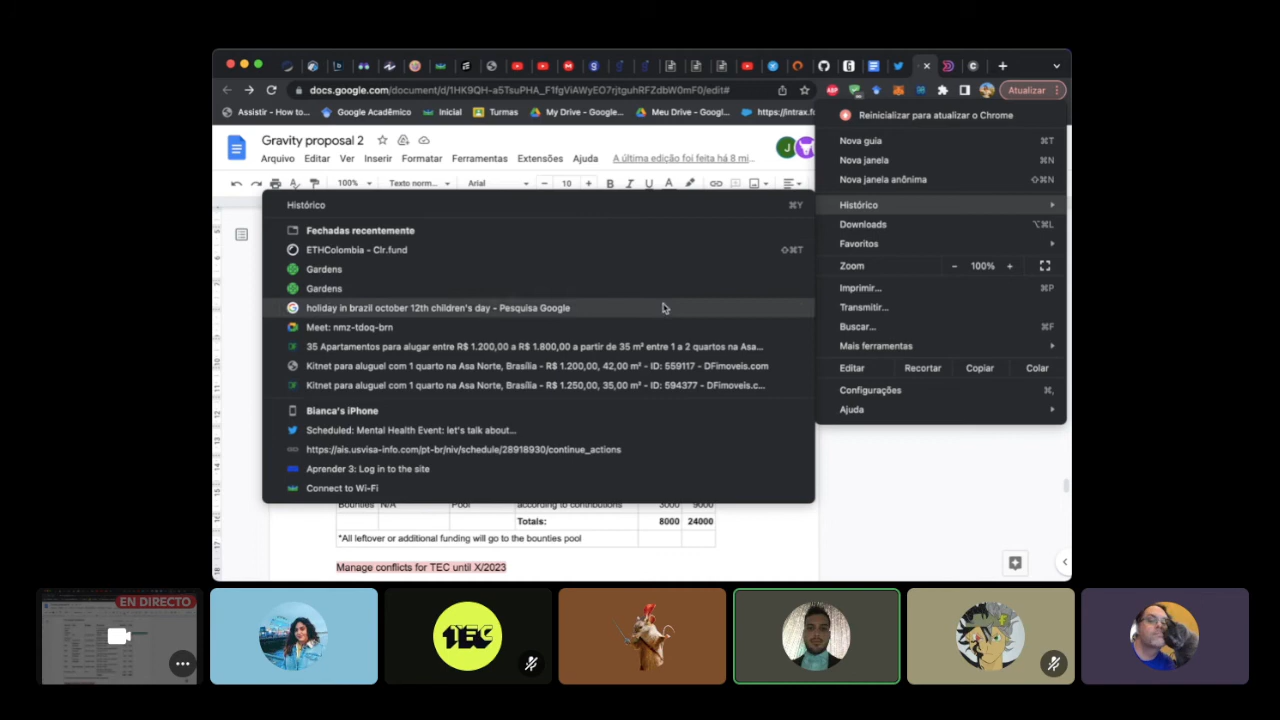 docs.google.com/document/d/1HK9QH-a5TsuPHA_F1fgViAWyEO7rjtguhRFZdbW0mF0/edit#
Atualizar
Assistir - How to...
Google Acadêmico
Inicial
Turmas
My Drive - Google...
Meu Drive - Google...
https://intrax.f
Gravity proposal 2
Arquivo Editar Ver Inserir Formatar Ferramentas Extensões Ajuda A última edição foi feita há 8 mi...
100% Texto norm... Arial 10
Reinicializar para atualizar o Chrome
Nova guia ⌘T
Nova janela ⌘N
Nova janela anônima ⇧⌘N
Histórico
Downloads ⌥⌘L
Favoritos
Zoom - 100% +
Imprimir... ⌘P
Transmitir...
Buscar... ⌘F
Mais ferramentas
Editar Recortar Copiar Colar
Configurações ⌘,
Ajuda
Histórico ⌘Y
Fechadas recentemente
ETHColombia - Clr.fund ⇧⌘T
Gardens
Gardens
holiday in brazil october 12th children's day - Pesquisa Google
Meet: nmz-tdoq-brn
35 Apartamentos para alugar entre R$ 1.200,00 a R$ 1.800,00 a partir de 35 m² entre 1 a 2 quartos na Asa...
Kitnet para aluguel com 1 quarto na Asa Norte, Brasília - R$ 1.200,00, 42,00 m² - ID: 559117 - DFimoveis.com
Kitnet para aluguel com 1 quarto na Asa Norte, Brasília - R$ 1.250,00, 35,00 m² - ID: 594377 - DFimoveis.c...
Bianca's iPhone
Scheduled: Mental Health Event: let's talk about...
https://ais.usvisa-info.com/pt-br/niv/schedule/28918930/continue_actions
Aprender 3: Log in to the site
Connect to Wi-Fi
Bounties N/A Pool according to contributions 3000 9000
Totals: 8000 24000
*All leftover or additional funding will go to the bounties pool
Manage conflicts for TEC until X/2023
EN DIRECTO
TEC